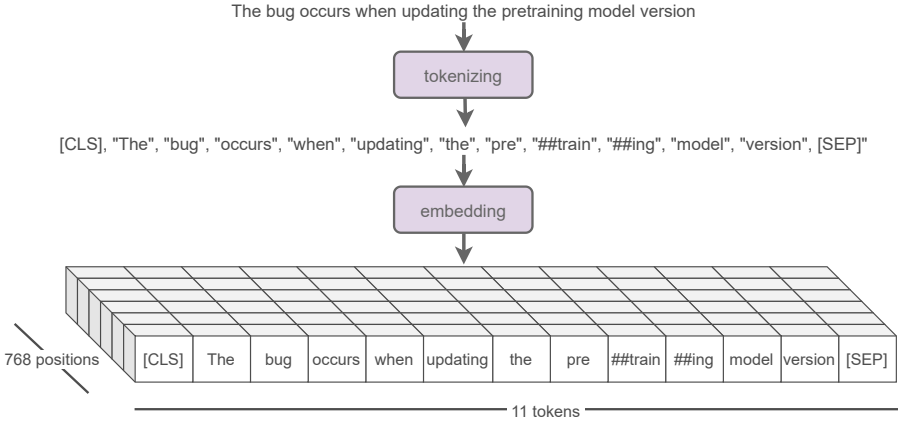 The bug occurs when updating the pretraining model version
tokenizing
[CLS], "The", "bug", "occurs", "when", "updating", "the", "pre", "##train", "##ing", "model", "version", [SEP]"
embedding
768 positions
[CLS] The bug occurs when updating the pre ##train ##ing model version [SEP]
11 tokens